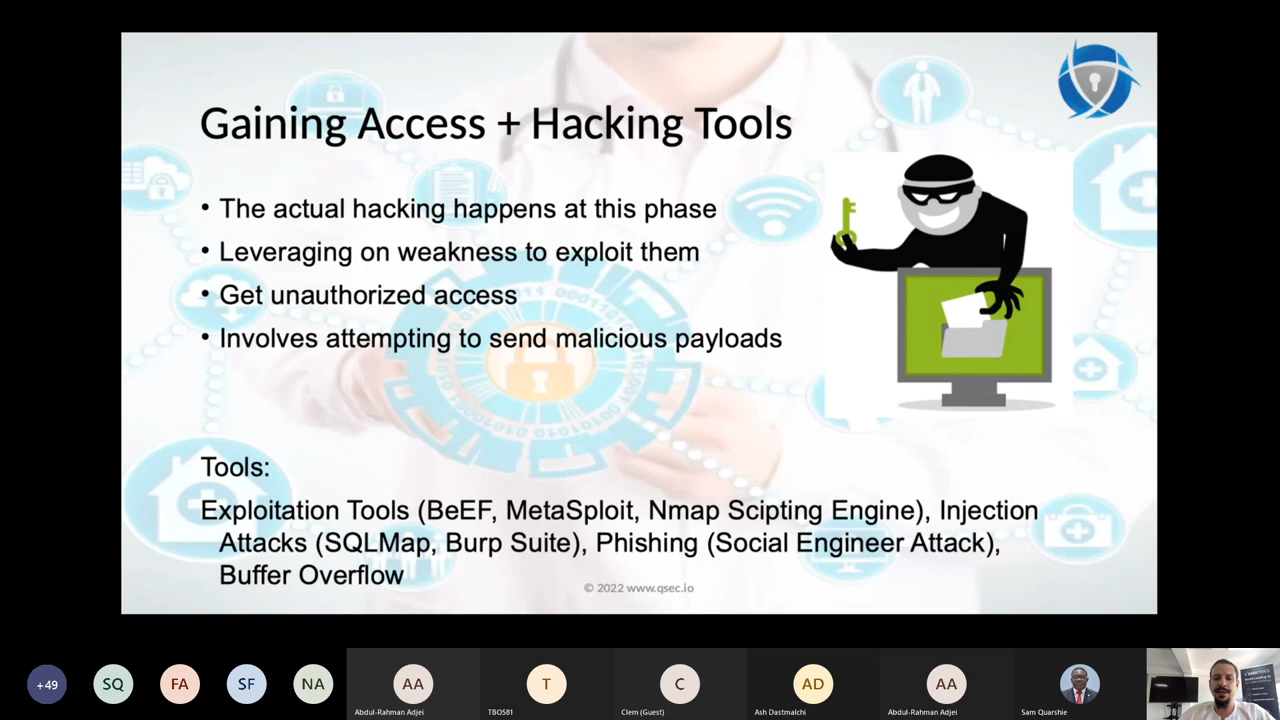 Gaining Access + Hacking Tools
• The actual hacking happens at this phase
• Leveraging on weakness to exploit them
• Get unauthorized access
• Involves attempting to send malicious payloads
Tools:
Exploitation Tools (BeEF, MetaSploit, Nmap Scipting Engine), Injection
Attacks (SQLMap, Burp Suite), Phishing (Social Engineer Attack),
Buffer Overflow
© 2022 www.qsec.io
+49
SQ
FA
SF
NA
AA
Abdul-Rahman Adjei
T
TBOS81
C
Clem (Guest)
AD
Ash Dastmalchi
AA
Abdul-Rahman Adjei
Sam Quarshie